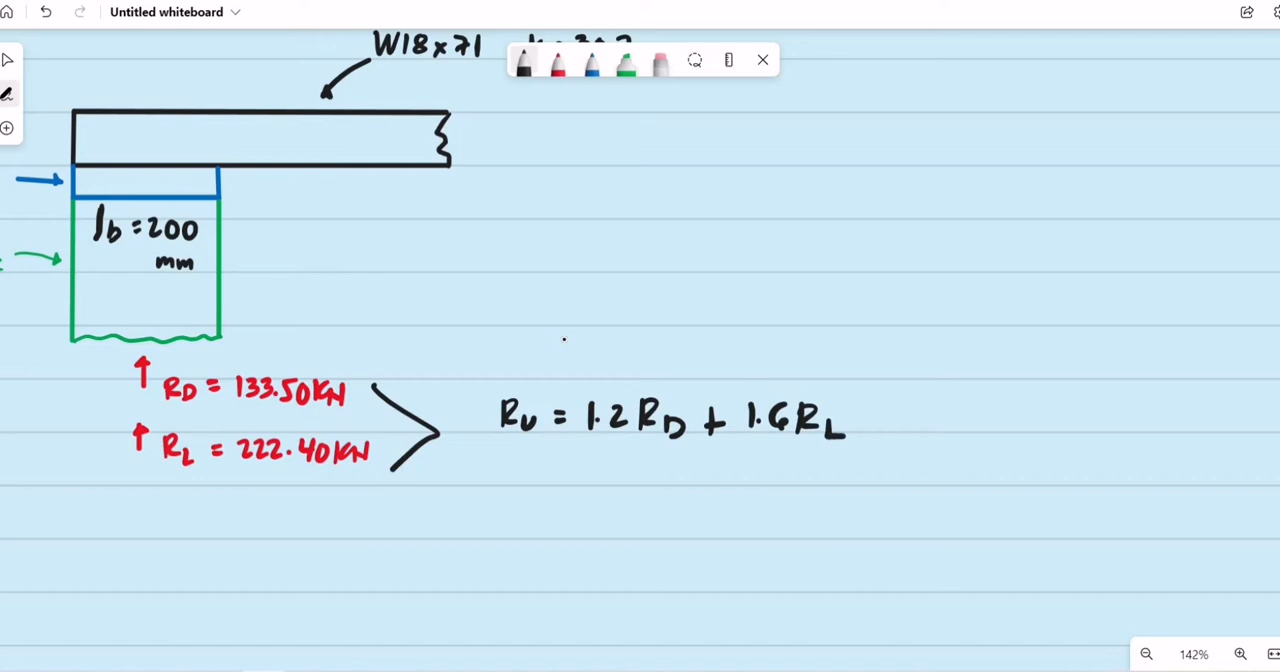 Untitled whiteboard
W18x71
lb = 200
mm
RD = 133.50KN
RL = 222.40KN
Ru = 1.2RD + 1.6RL
142%